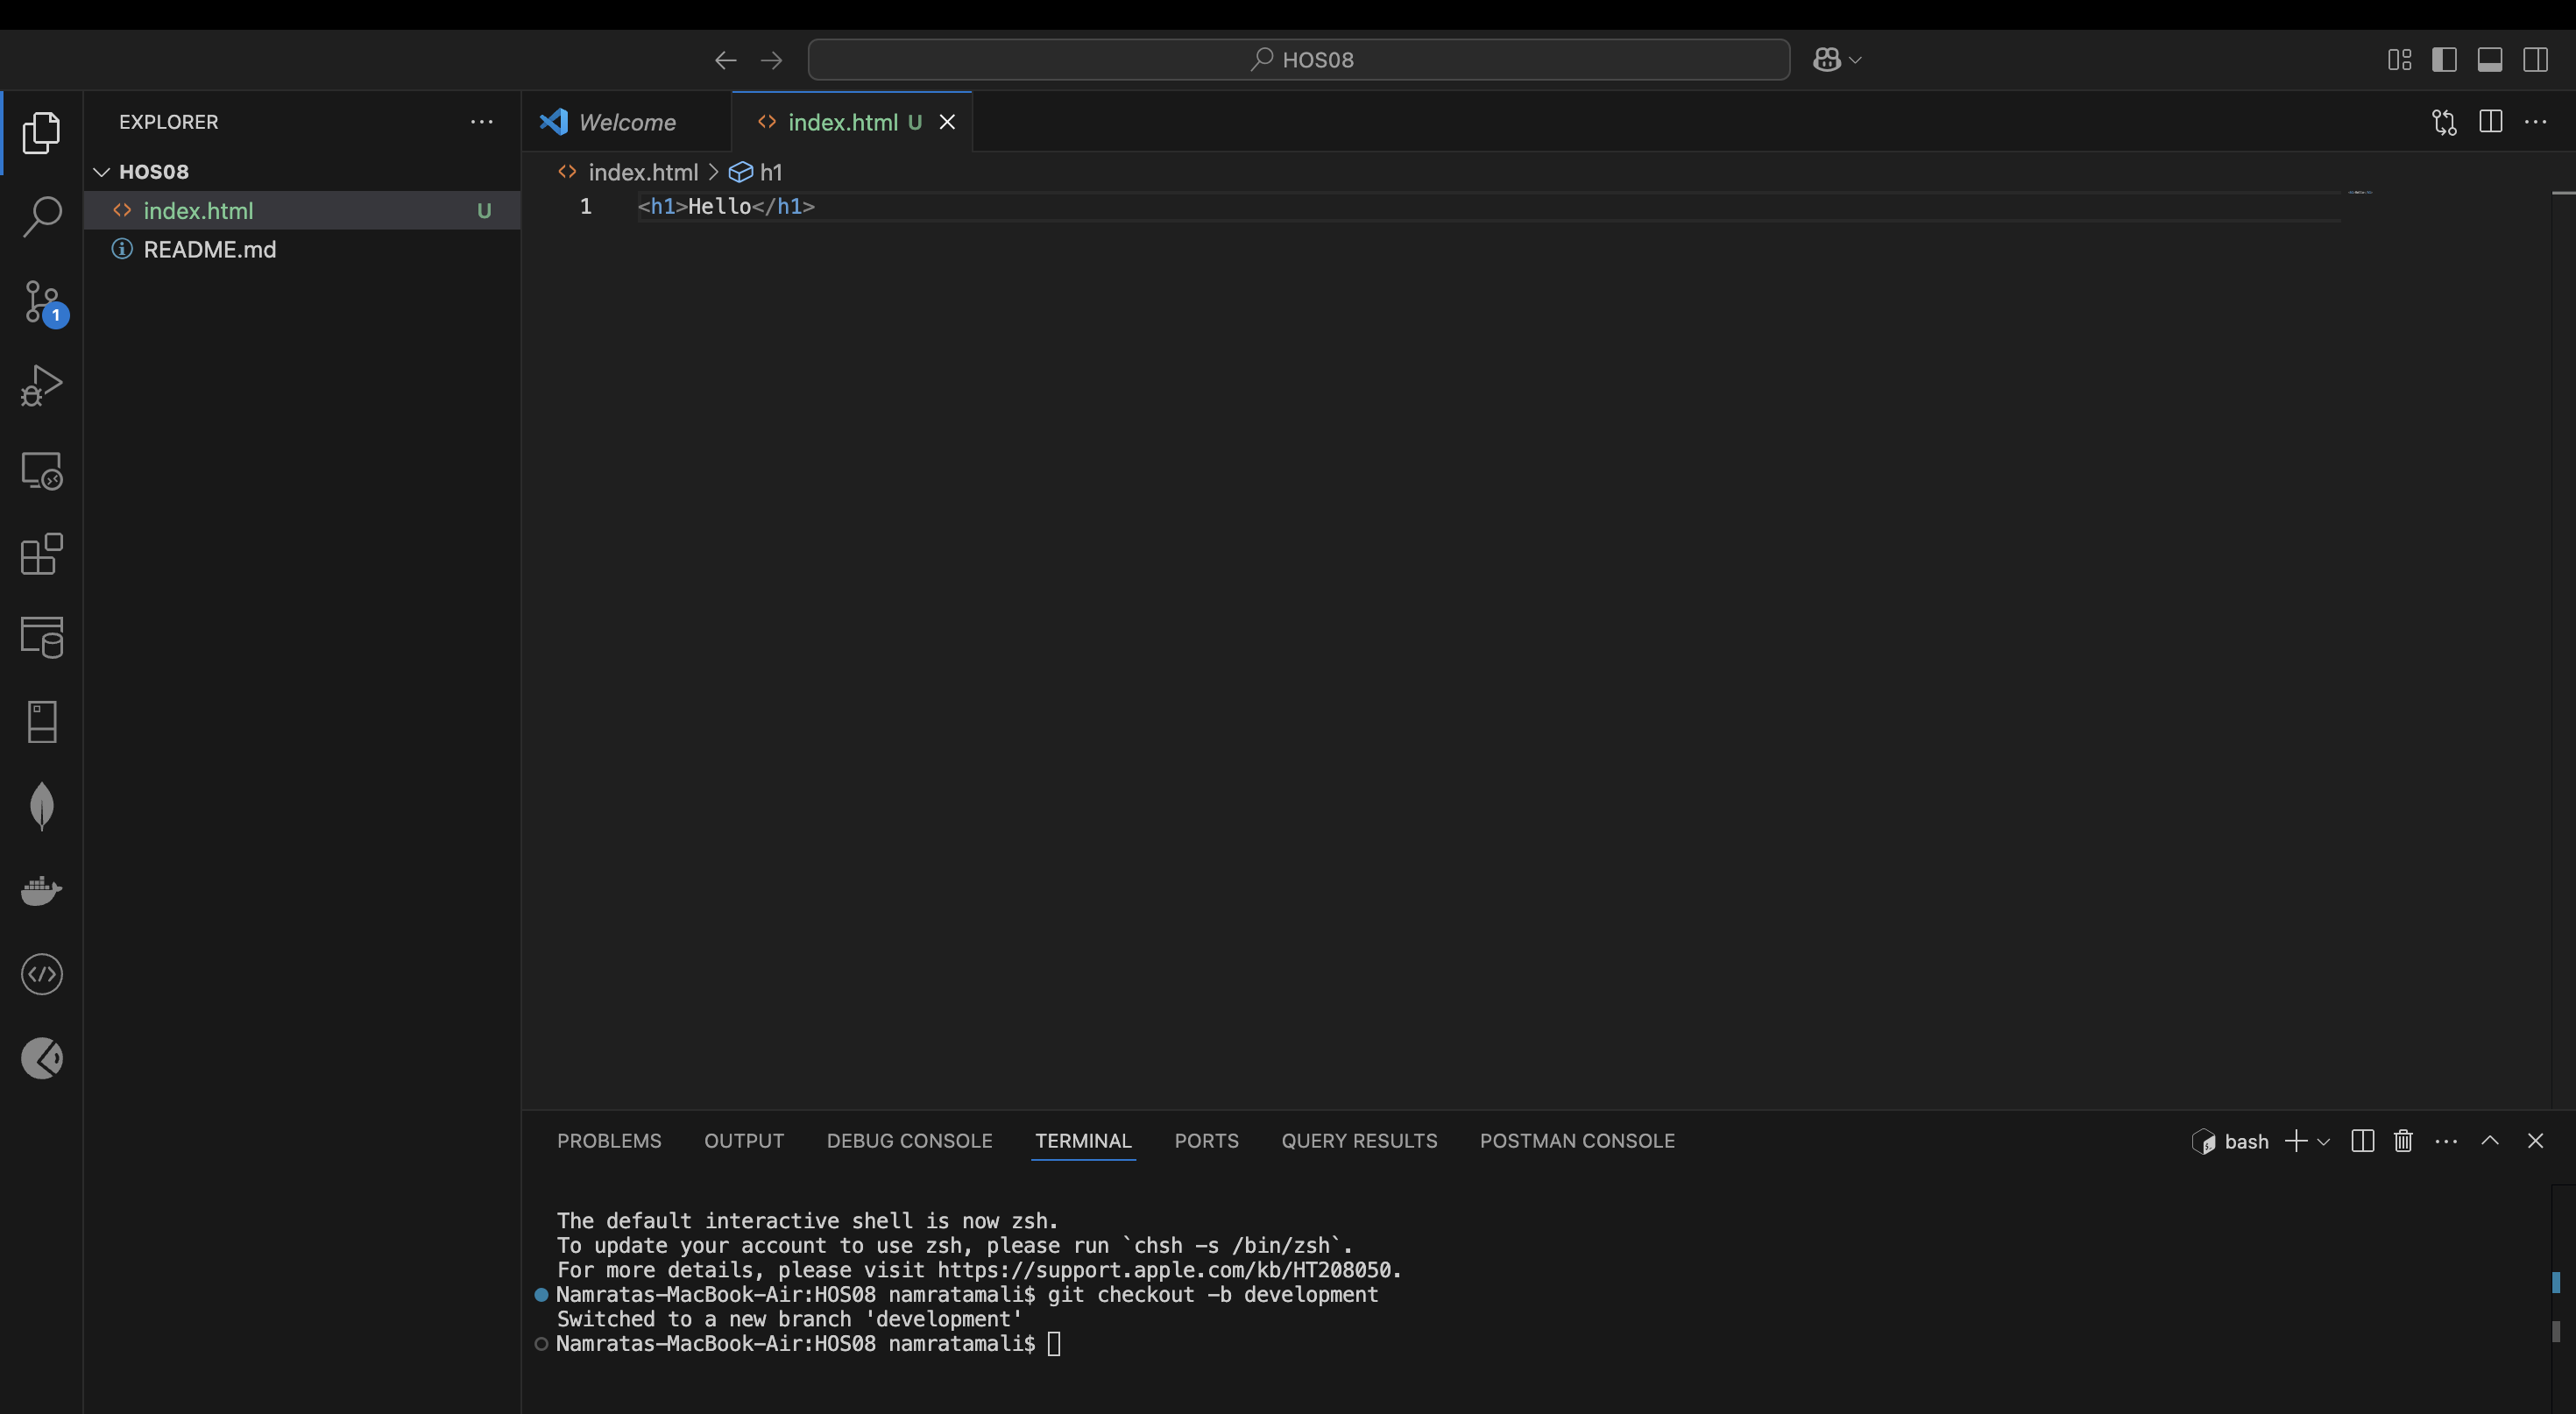 HOS08
EXPLORER
HOS08
index.html U
README.md
1
Welcome
index.html U
index.html > h1
1 <h1>Hello</h1>
PROBLEMS OUTPUT DEBUG CONSOLE TERMINAL PORTS QUERY RESULTS POSTMAN CONSOLE
bash
The default interactive shell is now zsh.
To update your account to use zsh, please run `chsh -s /bin/zsh`.
For more details, please visit https://support.apple.com/kb/HT208050.
Namratas-MacBook-Air:HOS08 namratamali$ git checkout -b development
Switched to a new branch 'development'
Namratas-MacBook-Air:HOS08 namratamali$